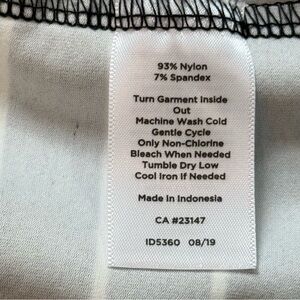 93% Nylon
7% Spandex
Turn Garment Inside
Out
Machine Wash Cold
Gentle Cycle
Only Non-Chlorine
Bleach When Needed
Tumble Dry Low
Cool Iron if Needed
Made in Indonesia
CA #23147
ID5360 08/19